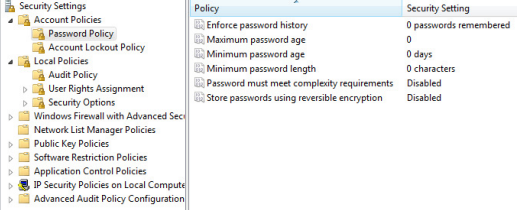 Security Settings
Account Policies
Password Policy
Account Lockout Policy
Local Policies
Audit Policy
User Rights Assignment
Security Options
Windows Firewall with Advanced Secu
Network List Manager Policies
Public Key Policies
Software Restriction Policies
Application Control Policies
IP Security Policies on Local Compute
Advanced Audit Policy Configuration
Policy Security Setting
Enforce password history 0 passwords remembered
Maximum password age 0
Minimum password age 0 days
Minimum password length 0 characters
Password must meet complexity requirements Disabled
Store passwords using reversible encryption Disabled